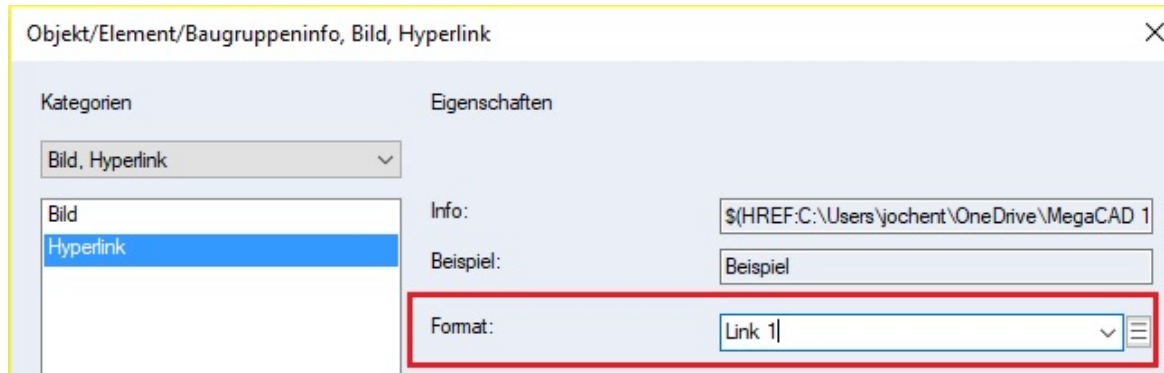 Objekt/Element/Baugruppeninfo, Bild, Hyperlink
Kategorien
Eigenschaften
Bild, Hyperlink
Bild
Hyperlink
Info:
$(HREF:C:\Users\jochent\OneDrive\MegaCAD 1
Beispiel:
Beispiel
Format:
Link 1